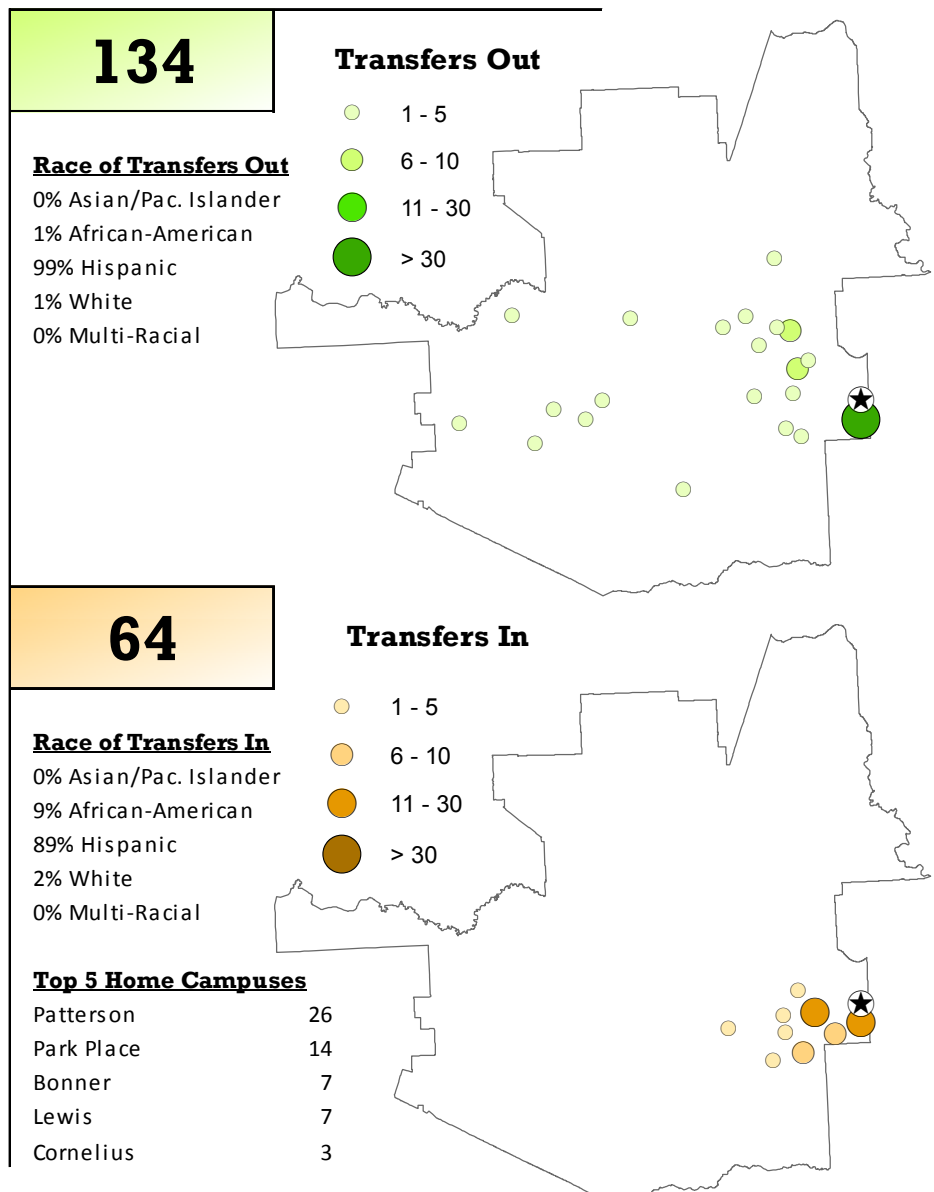 134
Transfers Out
1 - 5
6 - 10
11 - 30
> 30
Race of Transfers Out
0% Asian/Pac. Islander
1% African-American
99% Hispanic
1% White
0% Multi-Racial
64
Transfers In
1 - 5
6 - 10
11 - 30
> 30
Race of Transfers In
0% Asian/Pac. Islander
9% African-American
89% Hispanic
2% White
0% Multi-Racial
Top 5 Home Campuses
Patterson 26
Park Place 14
Bonner 7
Lewis 7
Cornelius 3